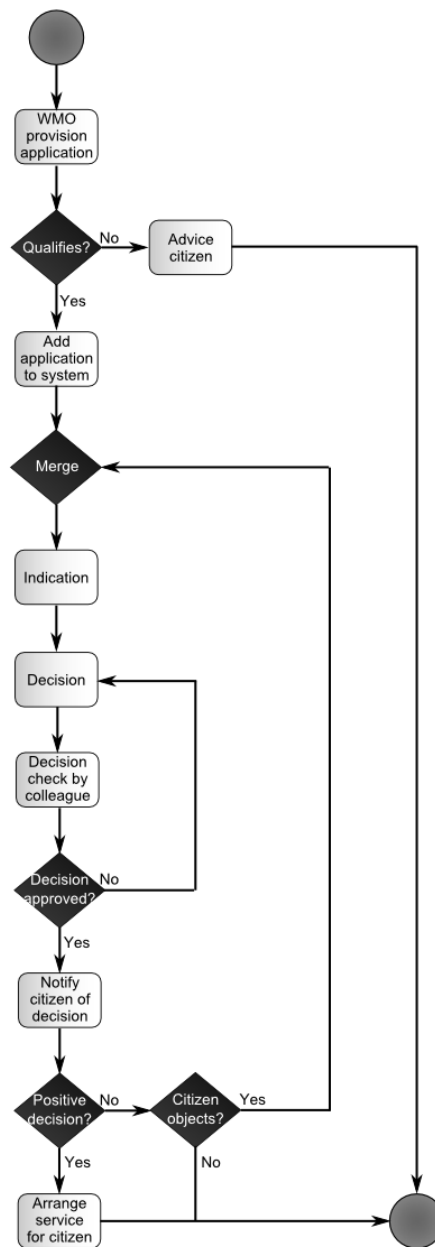 WMO
provision
application
Qualifies?
No
Advice
citizen
Yes
Add
application
to system
Merge
Indication
Decision
Decision
check by
colleague
Decision
approved?
No
Yes
Notify
citizen of
decision
Positive
decision?
No
Citizen
objects?
Yes
Yes
No
Arrange
service
for citizen